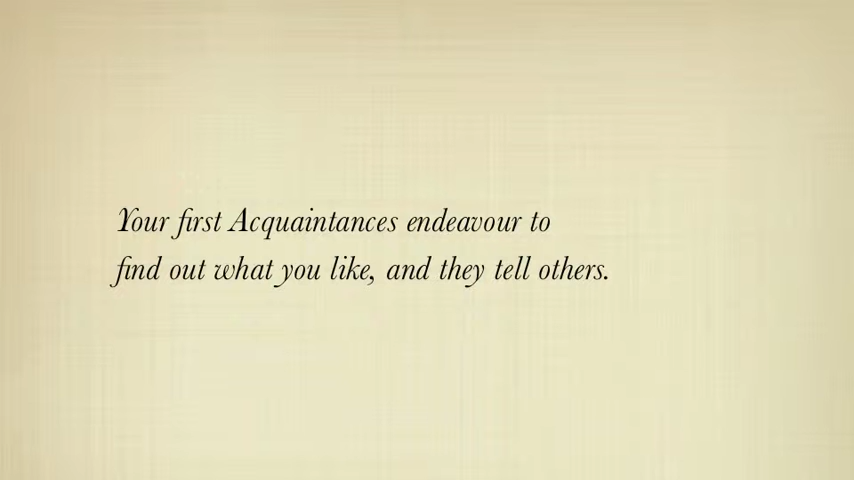 Your first Acquaintances endeavour to
find out what you like, and they tell others.